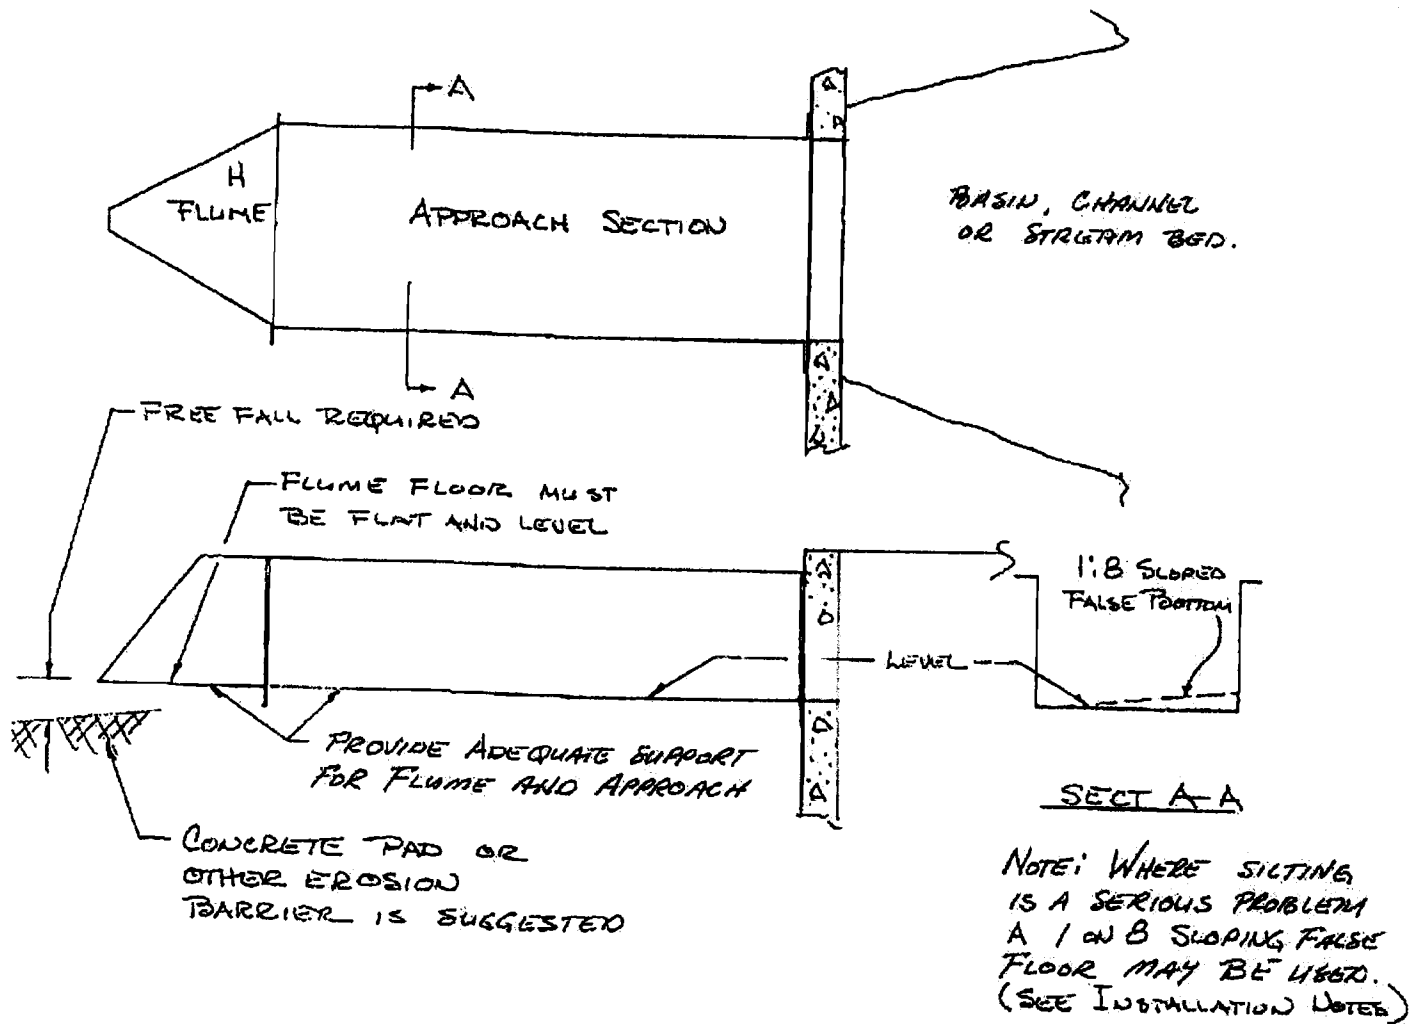 A
H
FLUME
APPROACH SECTION
BASIN, CHANNEL
OR STREAM BED.
A
FREE FALL REQUIRED
FLUME FLOOR MUST
BE FLAT AND LEVEL
1:8 SLOPED
FALSE BOTTOM
LEVEL
PROVIDE ADEQUATE SUPPORT
FOR FLUME AND APPROACH
SECT A-A
CONCRETE PAD OR
OTHER EROSION
BARRIER IS SUGGESTED
NOTE: WHERE SILTING
IS A SERIOUS PROBLEM
A 1 ON 8 SLOPING FALSE
FLOOR MAY BE USED.
(SEE INSTALLATION NOTES)